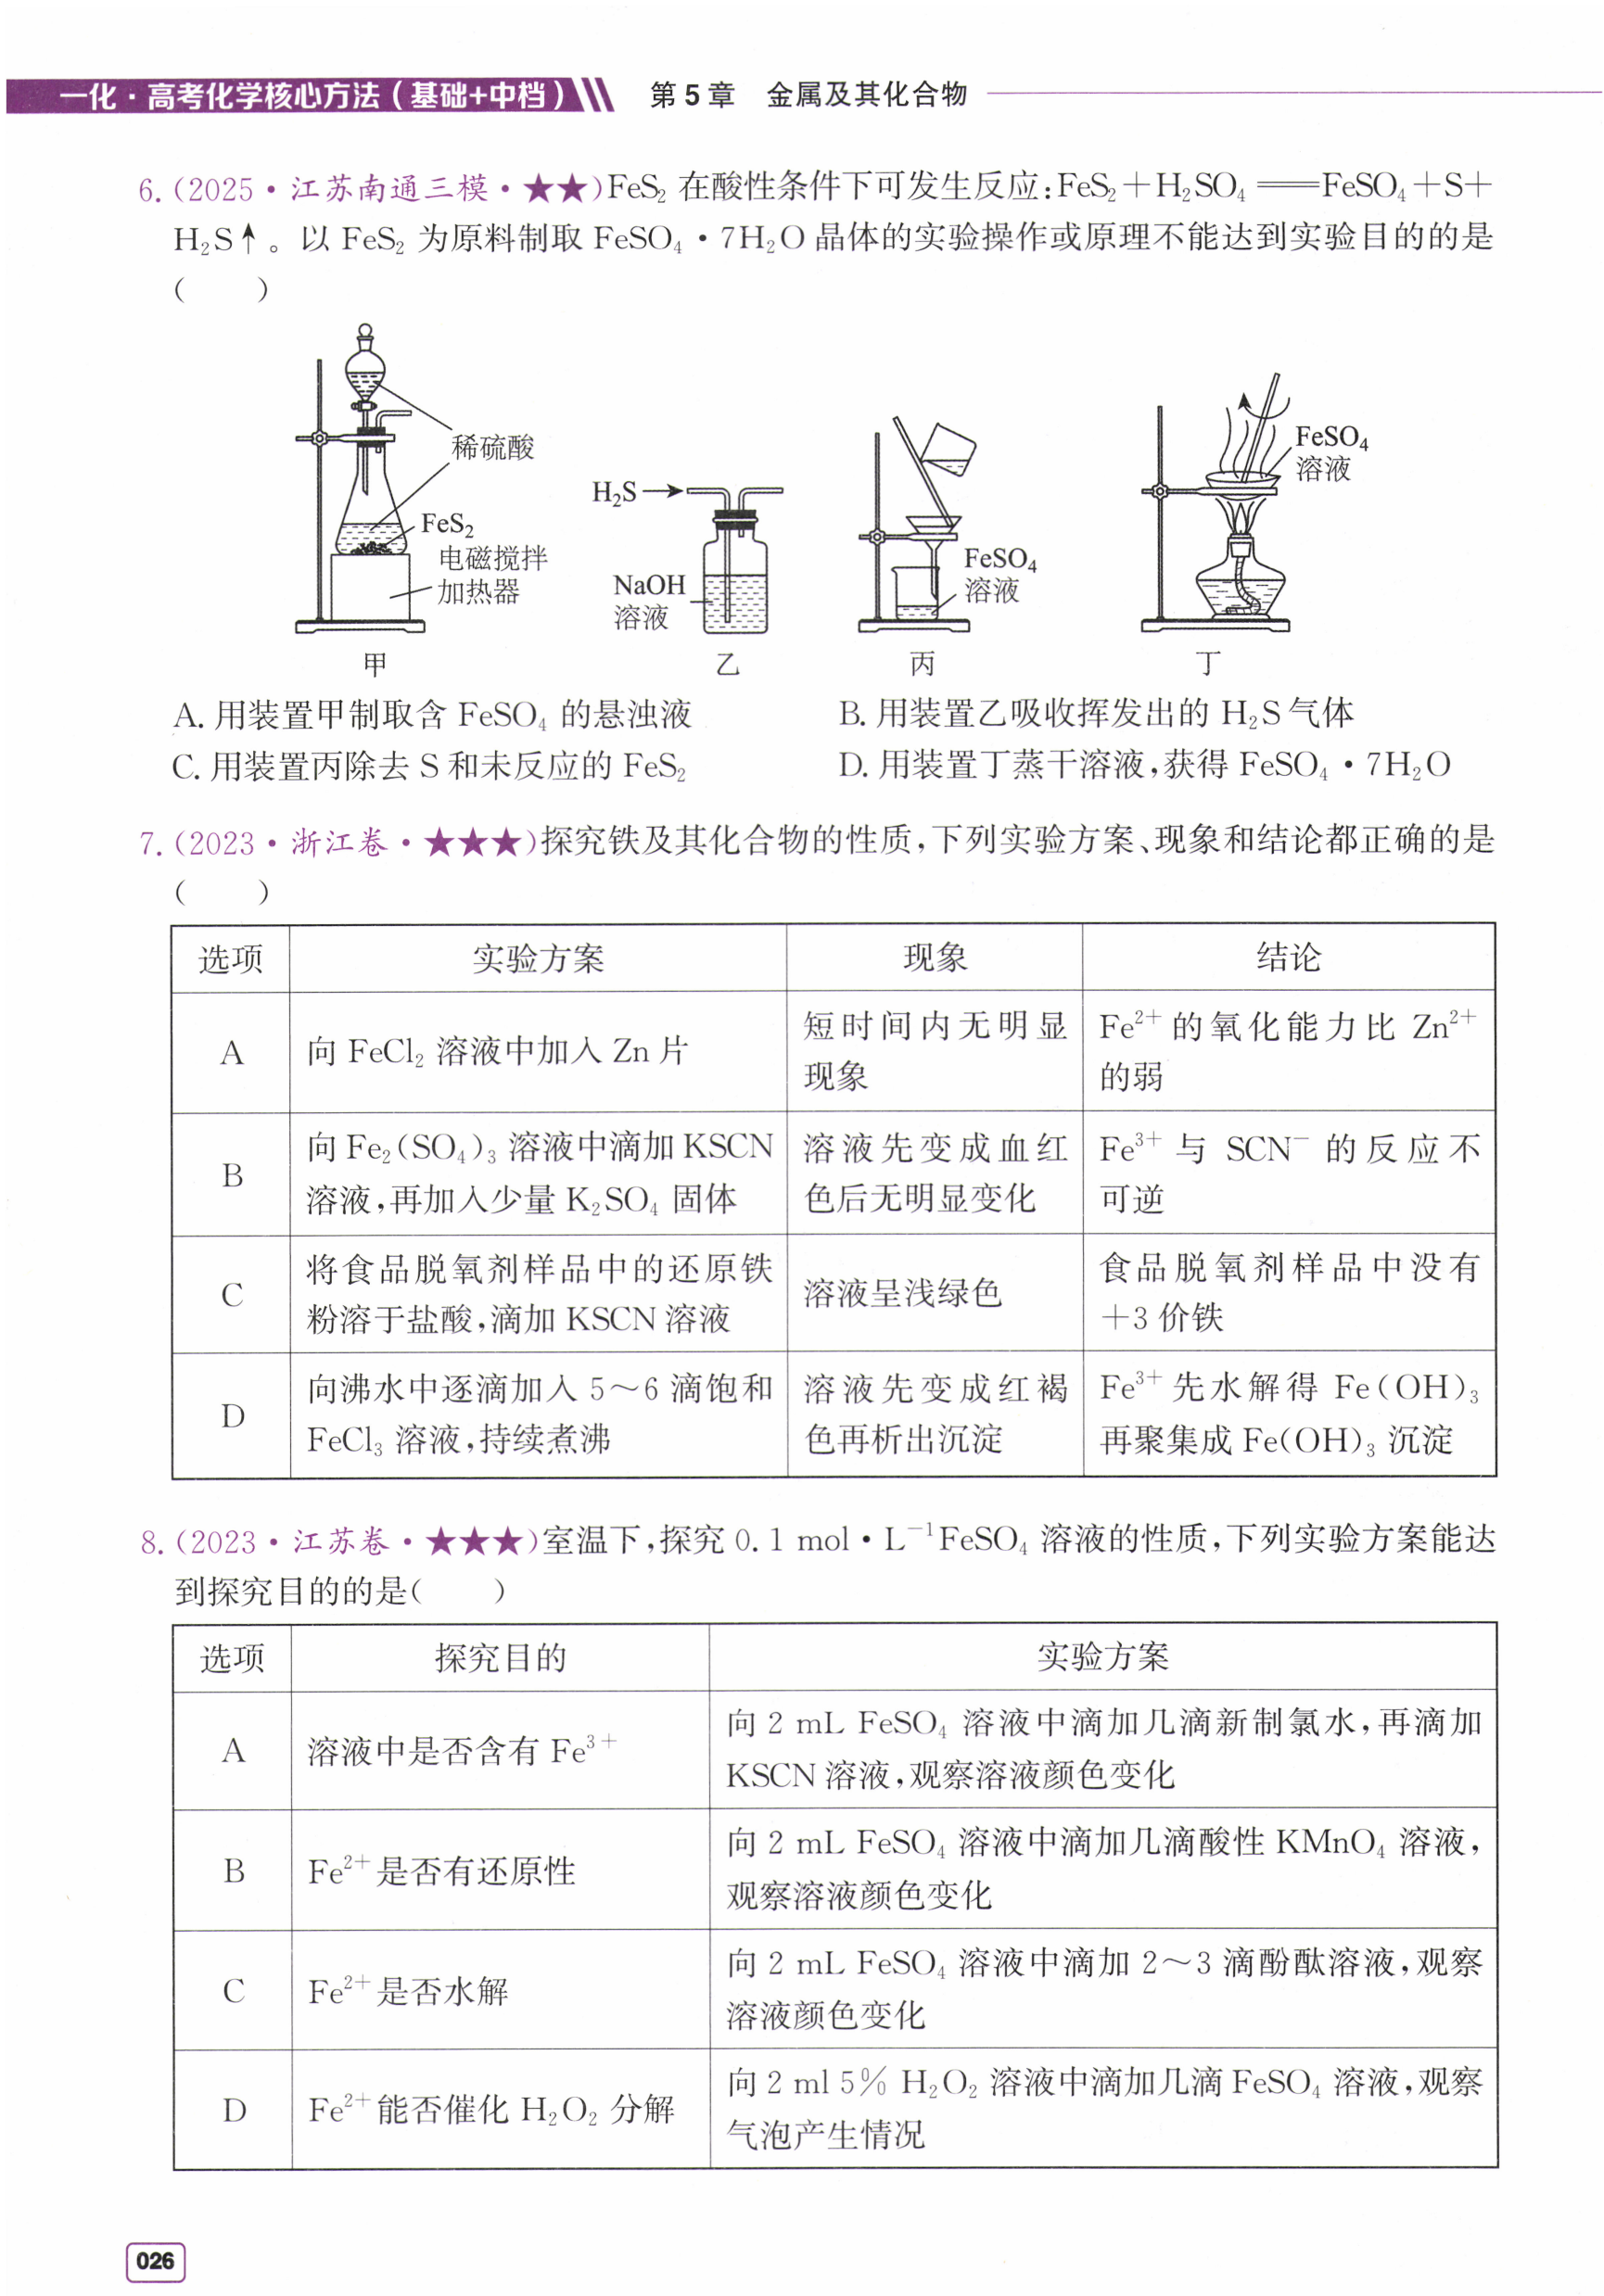 一化·高考化学核心方法(基础+中档) 第5章 金属及其化合物
6.(2025·江苏南通三模·★★)FeS₂ 在酸性条件下可发生反应:FeS₂+H₂SO₄══FeSO₄+S+
H₂S↑。以 FeS₂ 为原料制取 FeSO₄·7H₂O 晶体的实验操作或原理不能达到实验目的的是
( )
稀硫酸
FeS₂
电磁搅拌
加热器
甲
H₂S→
NaOH
溶液
乙
FeSO₄
溶液
丙
FeSO₄
溶液
丁
A. 用装置甲制取含 FeSO₄ 的悬浊液 B. 用装置乙吸收挥发出的 H₂S 气体
C. 用装置丙除去 S 和未反应的 FeS₂ D. 用装置丁蒸干溶液,获得 FeSO₄·7H₂O
7.(2023·浙江卷·★★★)探究铁及其化合物的性质,下列实验方案、现象和结论都正确的是
( )
选项 实验方案 现象 结论
A
向 FeCl₂ 溶液中加入 Zn 片
短时间内无明显
现象
Fe²⁺ 的氧化能力比 Zn²⁺
的弱
B
向 Fe₂(SO₄)₃ 溶液中滴加 KSCN
溶液,再加入少量 K₂SO₄ 固体
溶液先变成血红
色后无明显变化
Fe³⁺ 与 SCN⁻ 的反应不
可逆
C
将食品脱氧剂样品中的还原铁
粉溶于盐酸,滴加 KSCN 溶液
溶液呈浅绿色
食品脱氧剂样品中没有
+3 价铁
D
向沸水中逐滴加入 5～6 滴饱和
FeCl₃ 溶液,持续煮沸
溶液先变成红褐
色再析出沉淀
Fe³⁺ 先水解得 Fe(OH)₃
再聚集成 Fe(OH)₃ 沉淀
8.(2023·江苏卷·★★★)室温下,探究 0.1 mol·L⁻¹FeSO₄ 溶液的性质,下列实验方案能达
到探究目的的是( )
选项 探究目的 实验方案
A
溶液中是否含有 Fe³⁺
向 2 mL FeSO₄ 溶液中滴加几滴新制氯水,再滴加
KSCN 溶液,观察溶液颜色变化
B
Fe²⁺是否有还原性
向 2 mL FeSO₄ 溶液中滴加几滴酸性 KMnO₄ 溶液,
观察溶液颜色变化
C
Fe²⁺是否水解
向 2 mL FeSO₄ 溶液中滴加 2～3 滴酚酞溶液,观察
溶液颜色变化
D
Fe²⁺能否催化 H₂O₂ 分解
向 2 ml 5% H₂O₂ 溶液中滴加几滴 FeSO₄ 溶液,观察
气泡产生情况
026